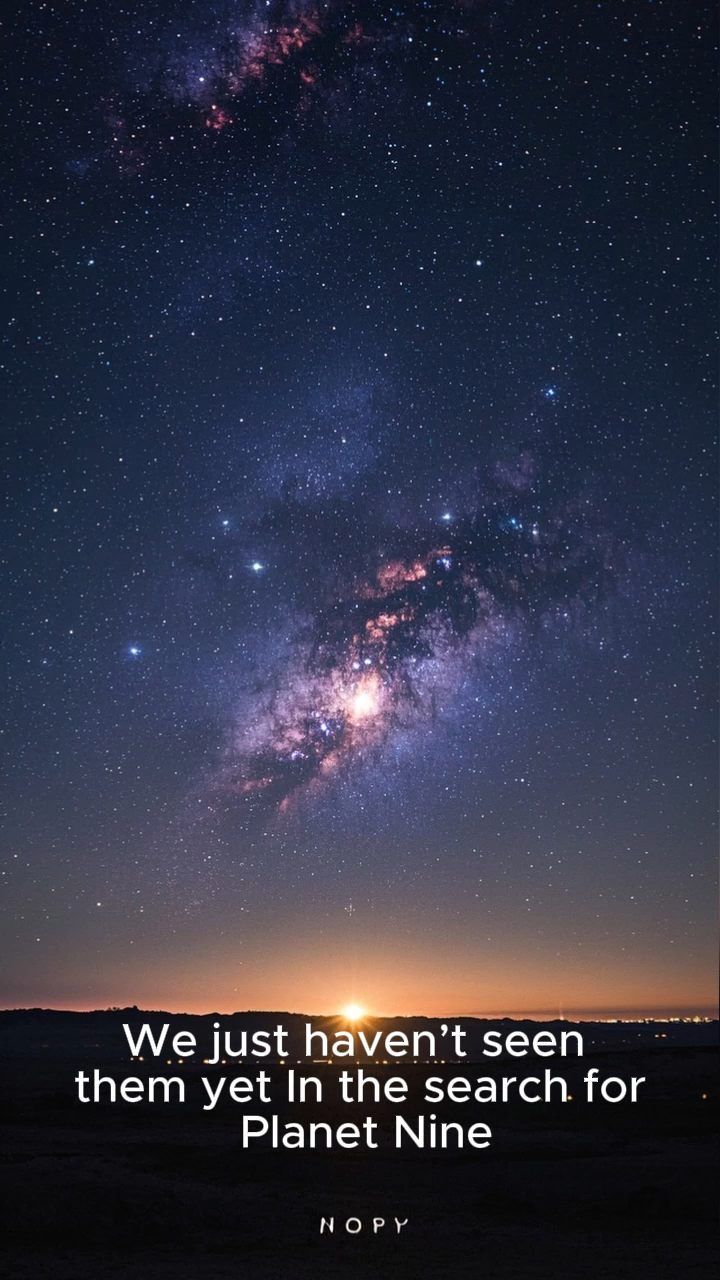 We just haven’t seen
them yet In the search for
Planet Nine
NOPY